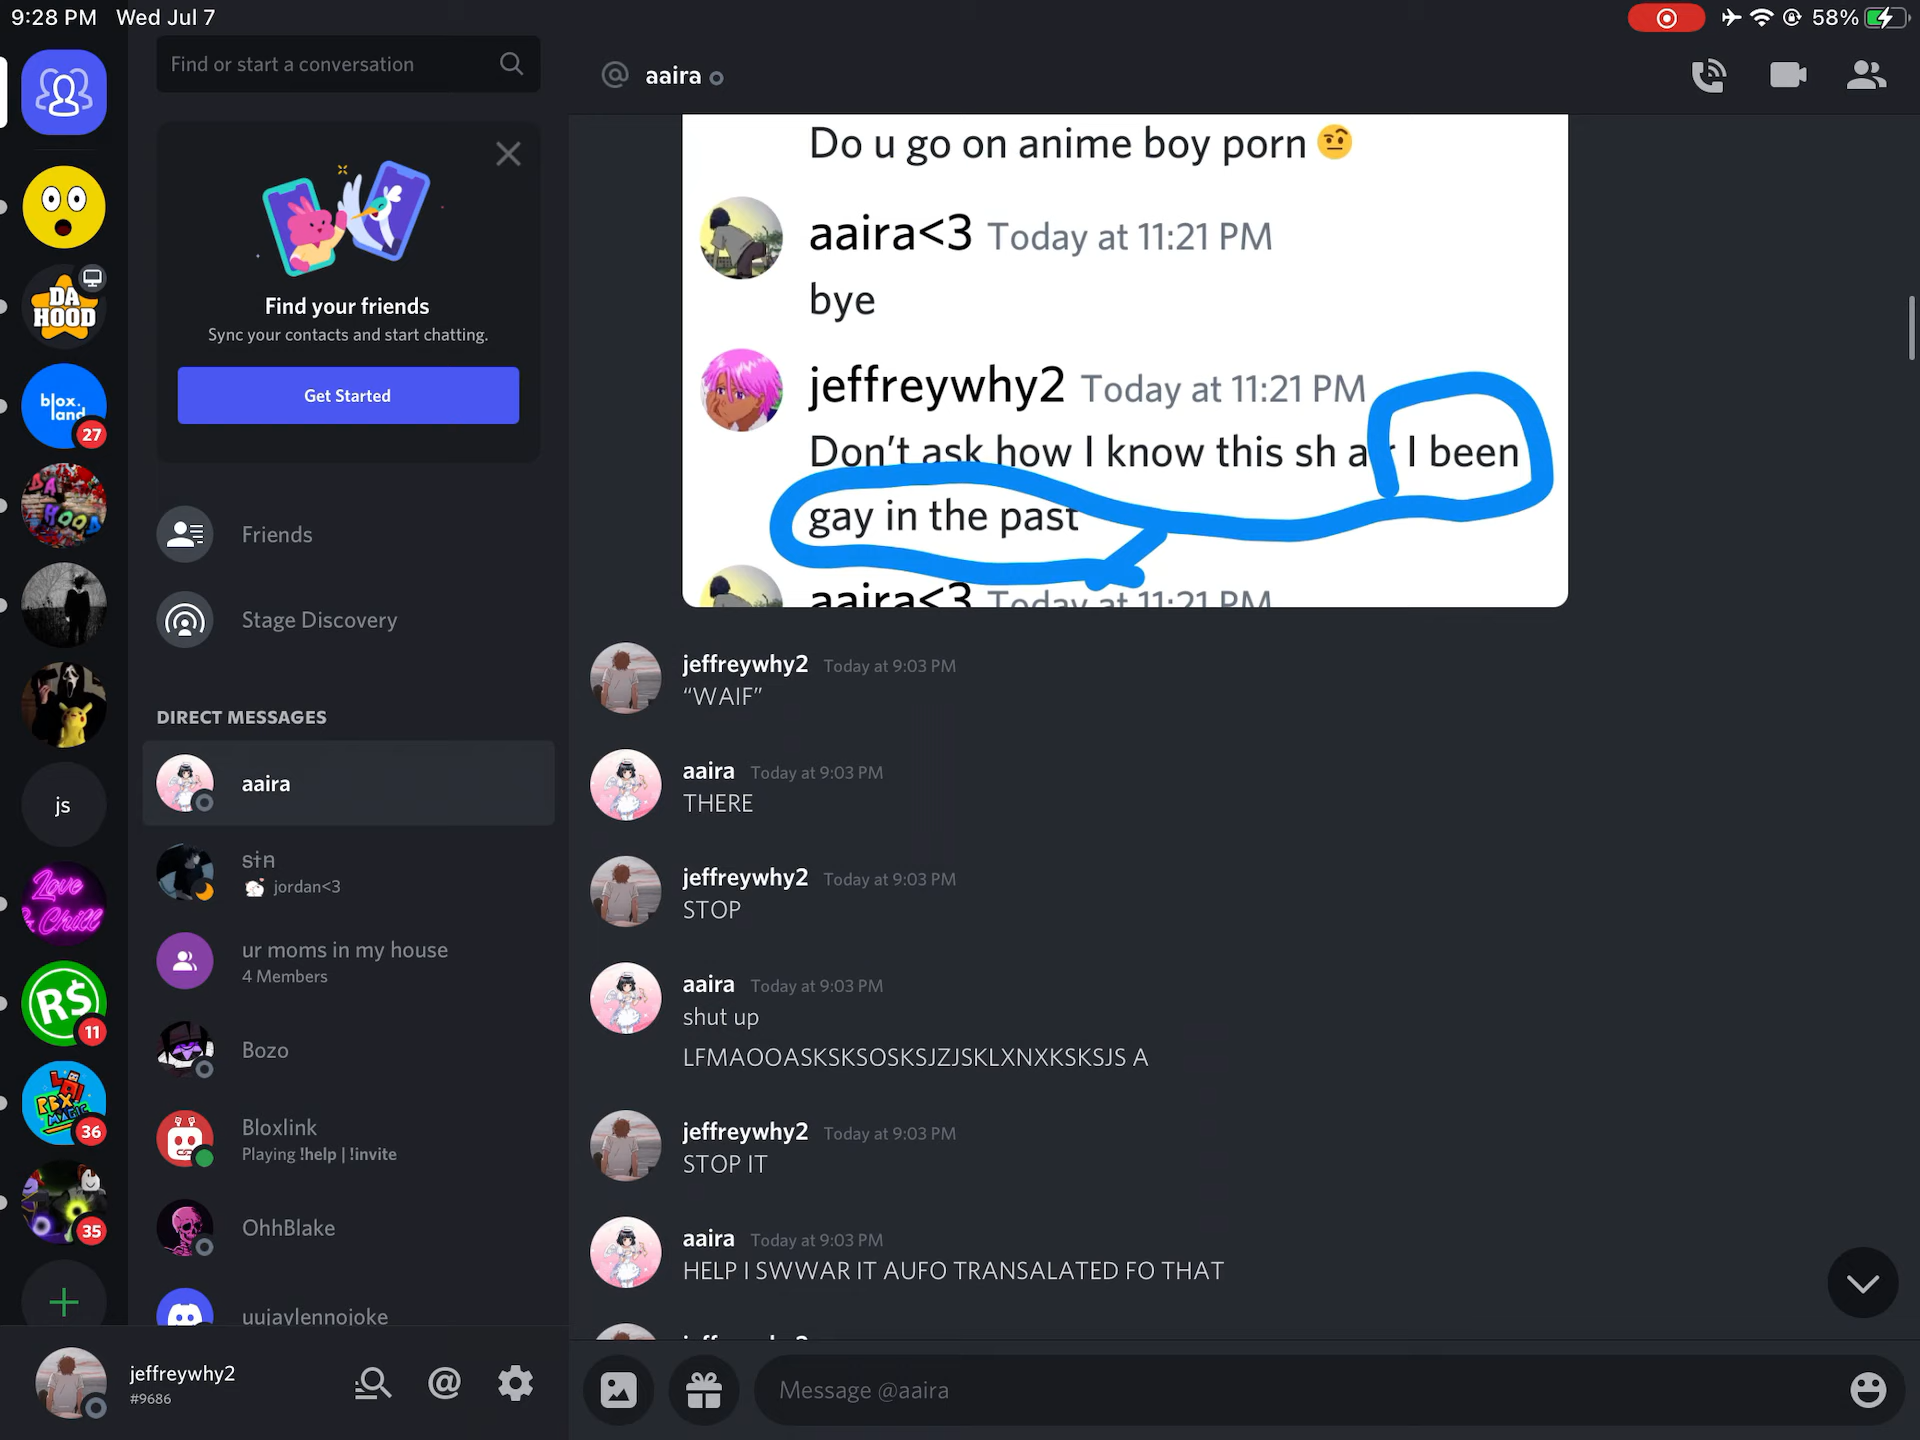 9:28 PM Wed Jul 7
58%
Find or start a conversation
Find your friends
Sync your contacts and start chatting.
Get Started
Friends
Stage Discovery
DIRECT MESSAGES
aaira
sin
jordan<3
ur moms in my house
4 Members
Bozo
Bloxlink
Playing !help | !invite
OhhBlake
uujaylennojoke
jeffreywhy2
#9686
DA HOOD
blox.
land
27
DA HOOD
js
Love
& Chill
R$
11
RBX
MAGIC
36
35
@ aaira
Do u go on anime boy porn
aaira<3 Today at 11:21 PM
bye
jeffreywhy2 Today at 11:21 PM
Don't ask how I know this sh a I been
gay in the past
aaira<3 Today at 11:21 PM
jeffreywhy2 Today at 9:03 PM
“WAIF”
aaira Today at 9:03 PM
THERE
jeffreywhy2 Today at 9:03 PM
STOP
aaira Today at 9:03 PM
shut up
LFMAOOASKSKSOSKSJZJSKLXNXKSKSJS A
jeffreywhy2 Today at 9:03 PM
STOP IT
aaira Today at 9:03 PM
HELP I SWWAR IT AUFO TRANSALATED FO THAT
Message @aaira